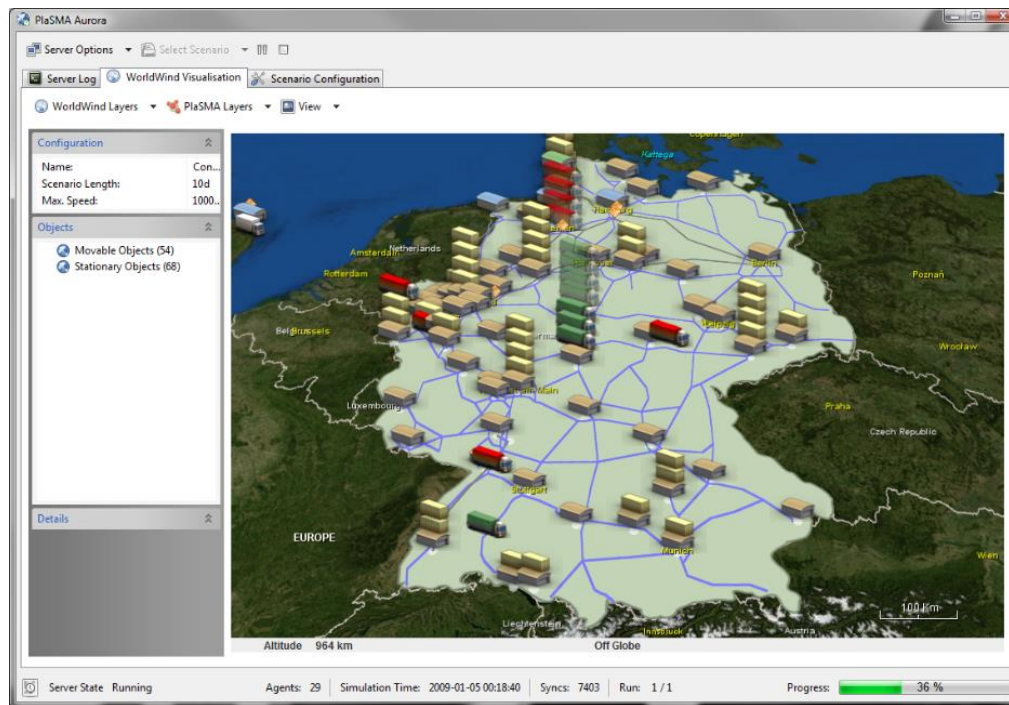 PlaSMA Aurora
Server Options Select Scenario
Server Log WorldWind Visualisation Scenario Configuration
WorldWind Layers PlaSMA Layers View
Configuration
Name: Con...
Scenario Length: 10d
Max. Speed: 1000..
Objects
Movable Objects (54)
Stationary Objects (68)
Details
Kattega
Netherlands
Amsterdam
Rotterdam
Berlin
Poznań
Brussels
Leipzig
Wrocław
Main
Luxembourg
Praha
Czech Republic
Stuttgart
EUROPE
Munich
Wien
100 Km
Liechtenstein
Innsbruck
Austria
Altitude 964 km Off Globe
Server State Running Agents: 29 Simulation Time: 2009-01-05 00:18:40 Syncs: 7403 Run: 1 / 1 Progress: 36 %